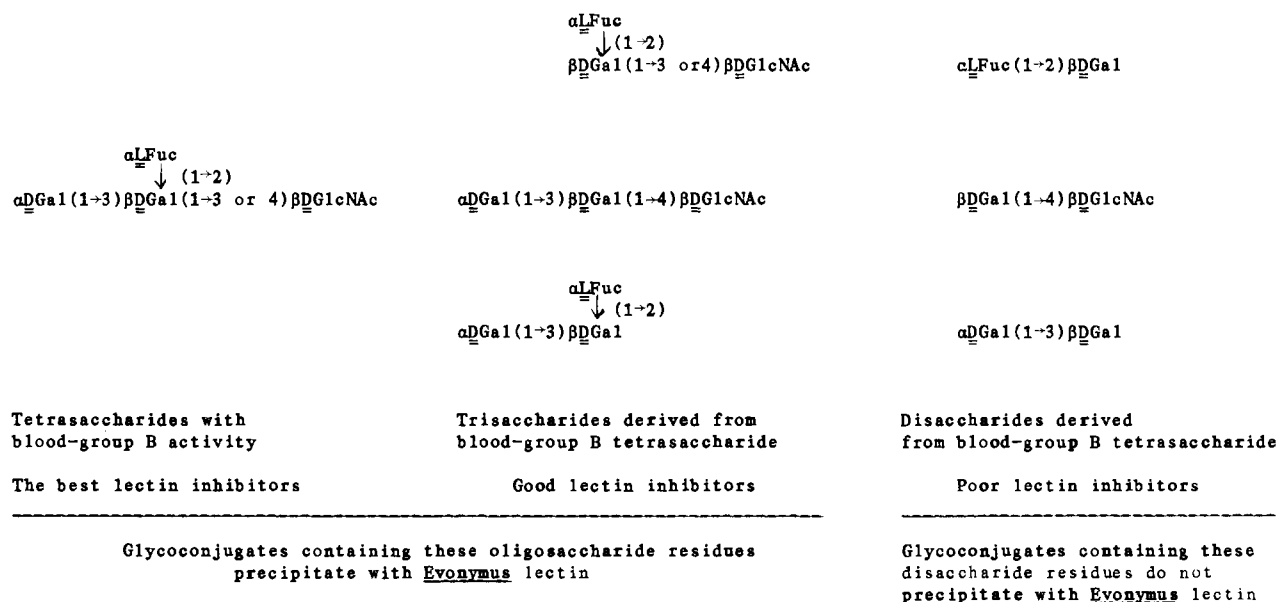 αLFuc
↓(1→2)
βDGal(1→3 or4)βDGlcNAc
αLFuc(1→2)βDGal
αLFuc
↓ (1→2)
αDGal(1→3)βDGal(1→3 or 4)βDGlcNAc
αDGal(1→3)βDGal(1→4)βDGlcNAc
βDGal(1→4)βDGlcNAc
αLFuc
↓ (1→2)
αDGal(1→3)βDGal
αDGal(1→3)βDGal
Tetrasaccharides with
blood-group B activity
The best lectin inhibitors
Trisaccharides derived from
blood-group B tetrasaccharide
Good lectin inhibitors
Disaccharides derived
from blood-group B tetrasaccharide
Poor lectin inhibitors
Glycoconjugates containing these oligosaccharide residues
precipitate with Evonymus lectin
Glycoconjugates containing these
disaccharide residues do not
precipitate with Evonymus lectin